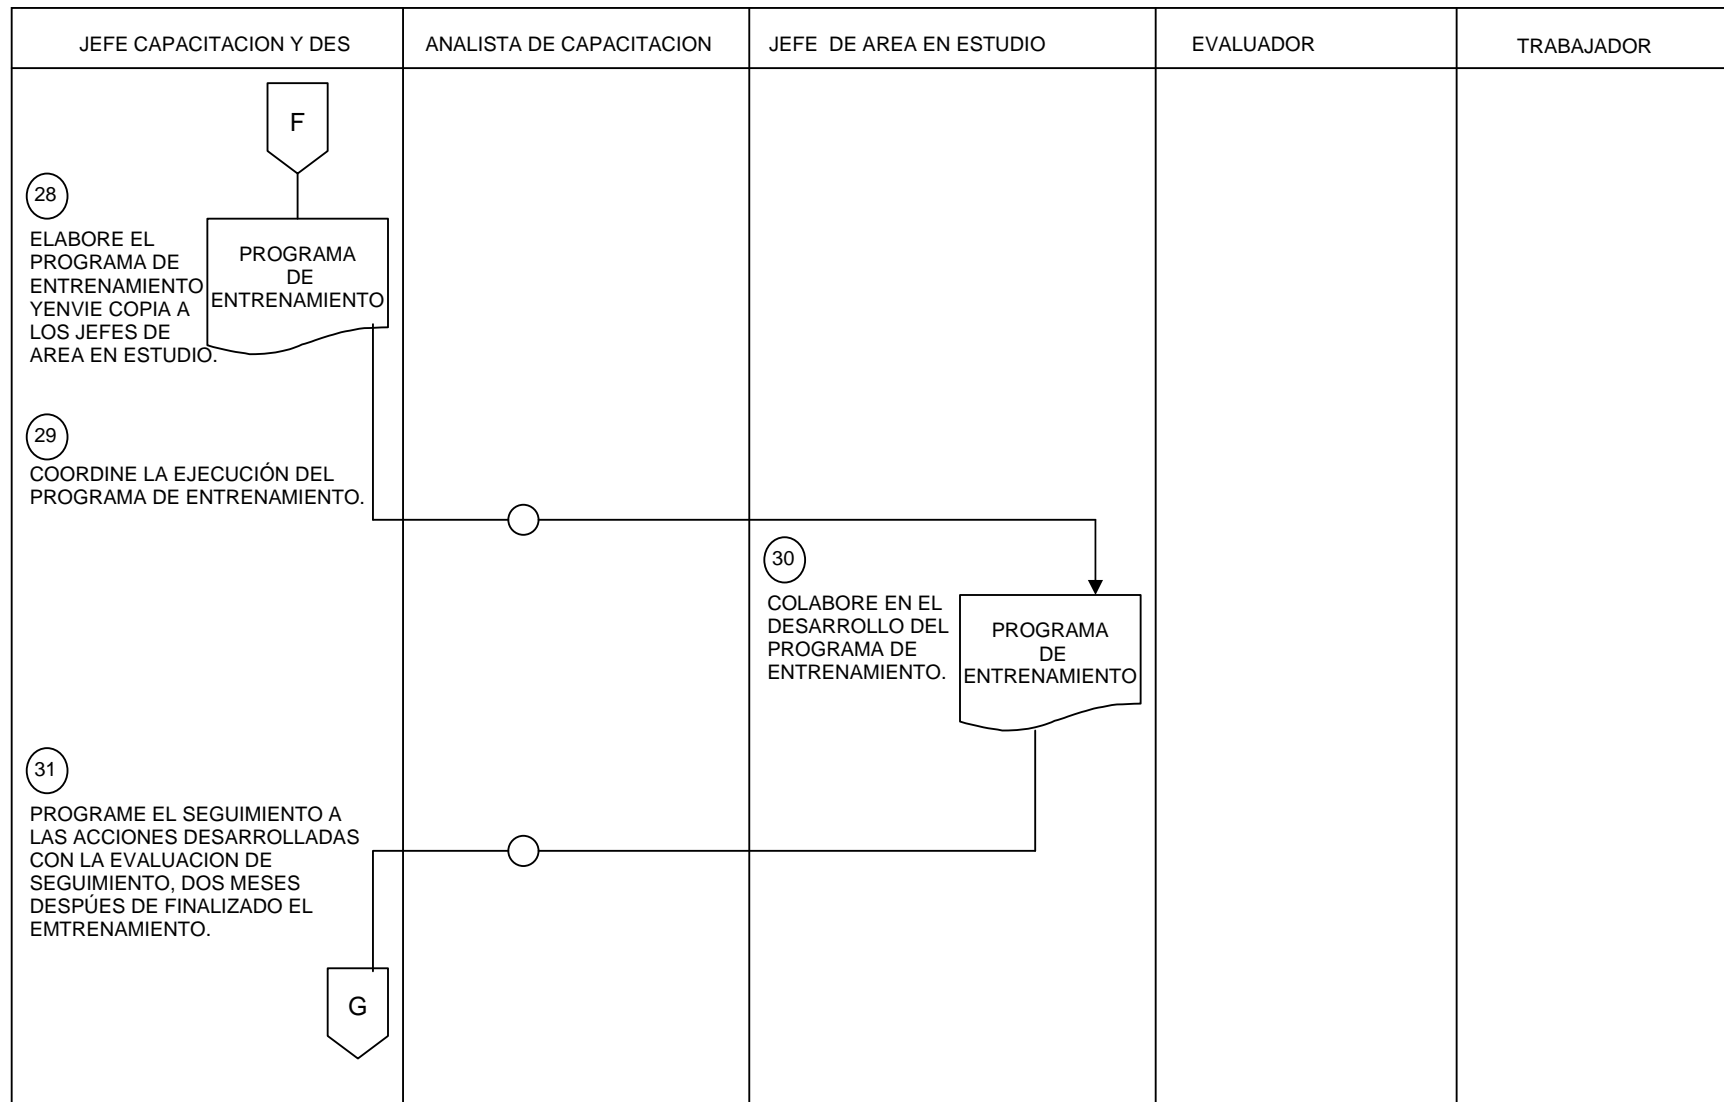 JEFE CAPACITACION Y DES
ANALISTA DE CAPACITACION
JEFE DE AREA EN ESTUDIO
EVALUADOR
TRABAJADOR
F
28
ELABORE EL
PROGRAMA DE
ENTRENAMIENTO
YENVIE COPIA A
LOS JEFES DE
AREA EN ESTUDIO.
PROGRAMA
DE
ENTRENAMIENTO
29
COORDINE LA EJECUCIÓN DEL
PROGRAMA DE ENTRENAMIENTO.
30
COLABORE EN EL
DESARROLLO DEL
PROGRAMA DE
ENTRENAMIENTO.
PROGRAMA
DE
ENTRENAMIENTO
31
PROGRAME EL SEGUIMIENTO A
LAS ACCIONES DESARROLLADAS
CON LA EVALUACION DE
SEGUIMIENTO, DOS MESES
DESPÚES DE FINALIZADO EL
EMTRENAMIENTO.
G